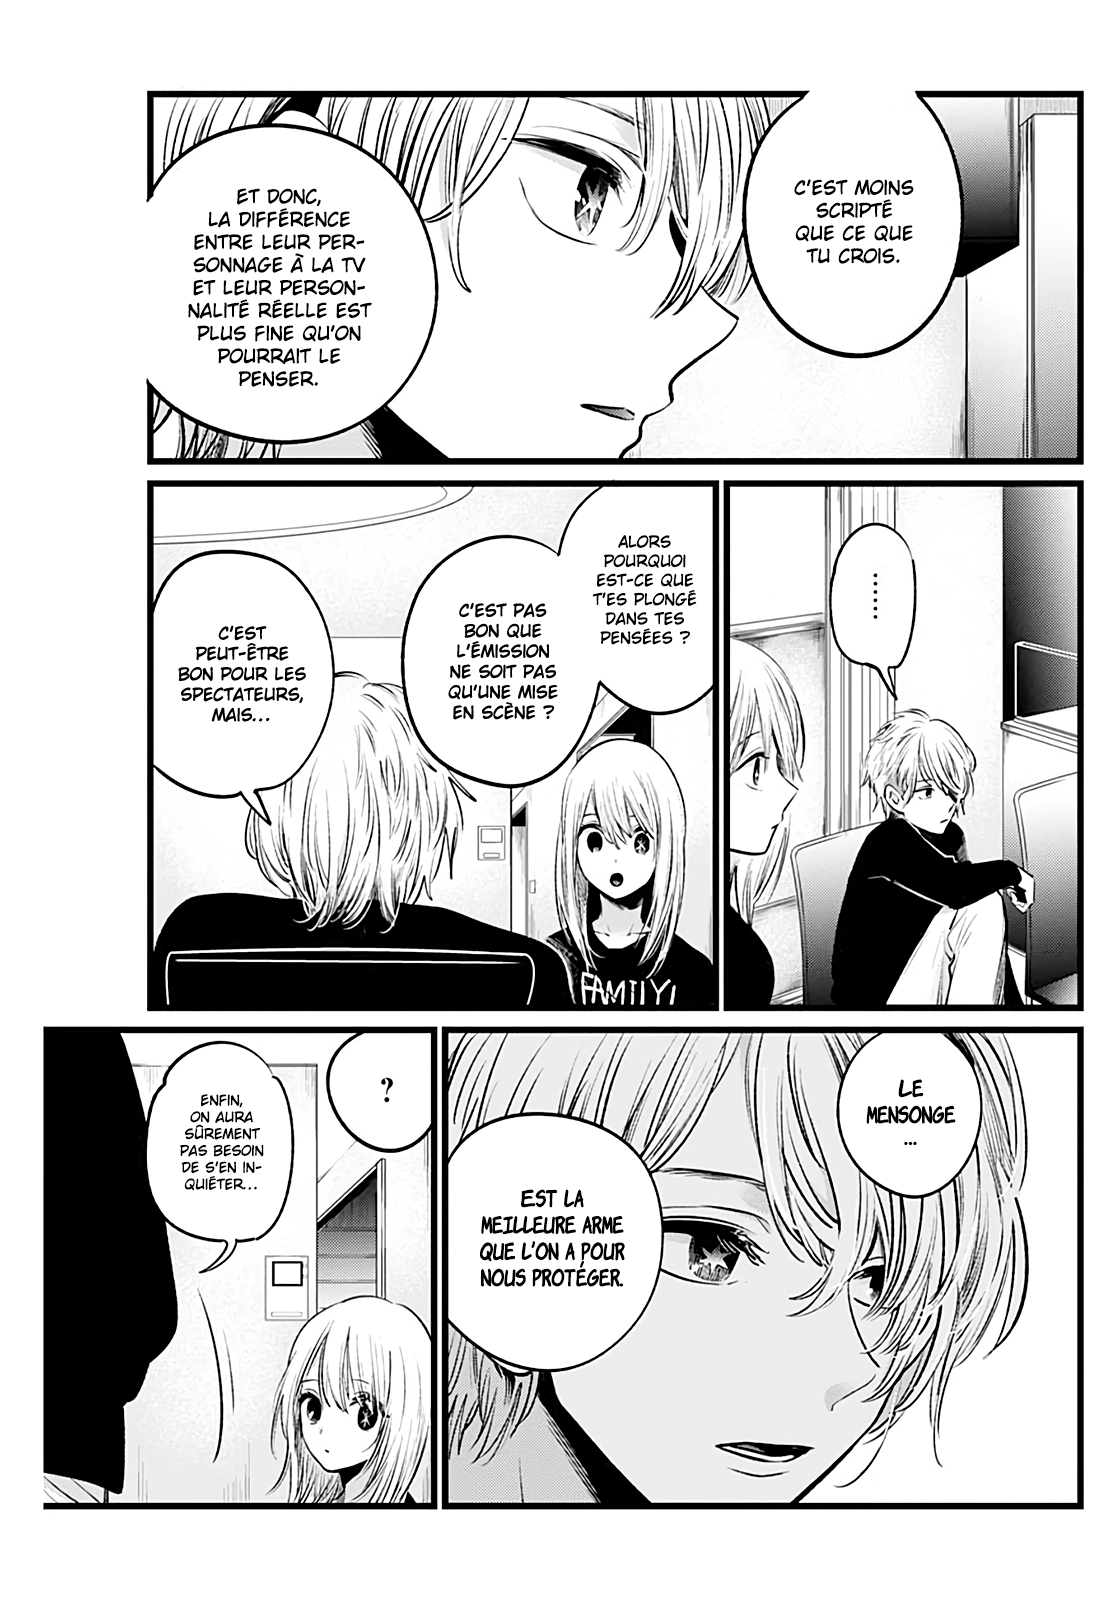 C'EST MOINS
SCRIPTÉ
QUE CE QUE
TU CROIS.
ET DONC,
LA DIFFÉRENCE
ENTRE LEUR PER-
SONNAGE À LA TV
ET LEUR PERSON-
NALITÉ RÉELLE EST
PLUS FINE QU'ON
POURRAIT LE
PENSER.
......
ALORS
POURQUOI
EST-CE QUE
T'ES PLONGÉ
DANS TES
PENSÉES ?
C'EST PAS
BON QUE
L'ÉMISSION
NE SOIT PAS
QU'UNE MISE
EN SCÈNE ?
C'EST
PEUT-ÊTRE
BON POUR LES
SPECTATEURS,
MAIS...
FAMIIYI
LE
MENSONGE
...
EST LA
MEILLEURE ARME
QUE L'ON A POUR
NOUS PROTÉGER.
?
ENFIN,
ON AURA
SÛREMENT
PAS BESOIN
DE S'EN IN-
QUIÉTER...